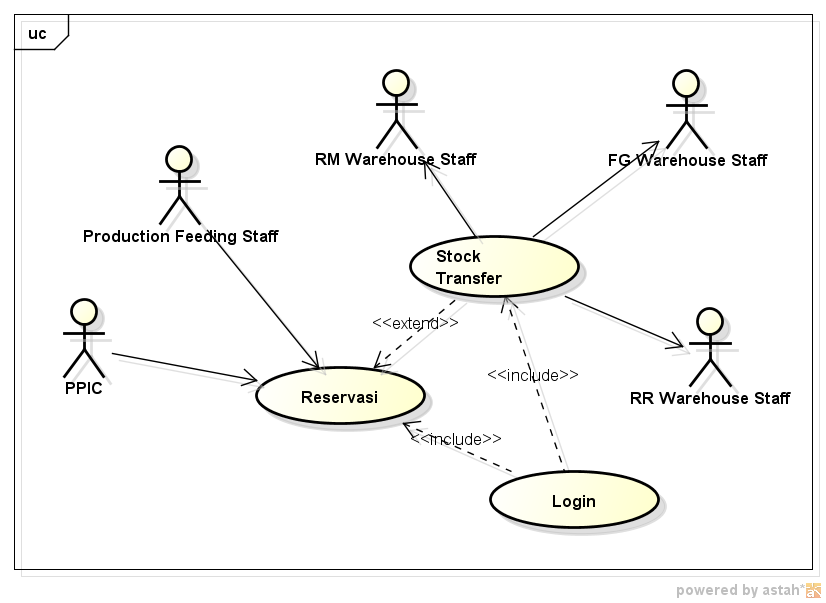 uc
RM Warehouse Staff
FG Warehouse Staff
Production Feeding Staff
Stock
Transfer
<<extend>>
PPIC
<<include>>
Reservasi
RR Warehouse Staff
<<include>>
Login
powered by astah*